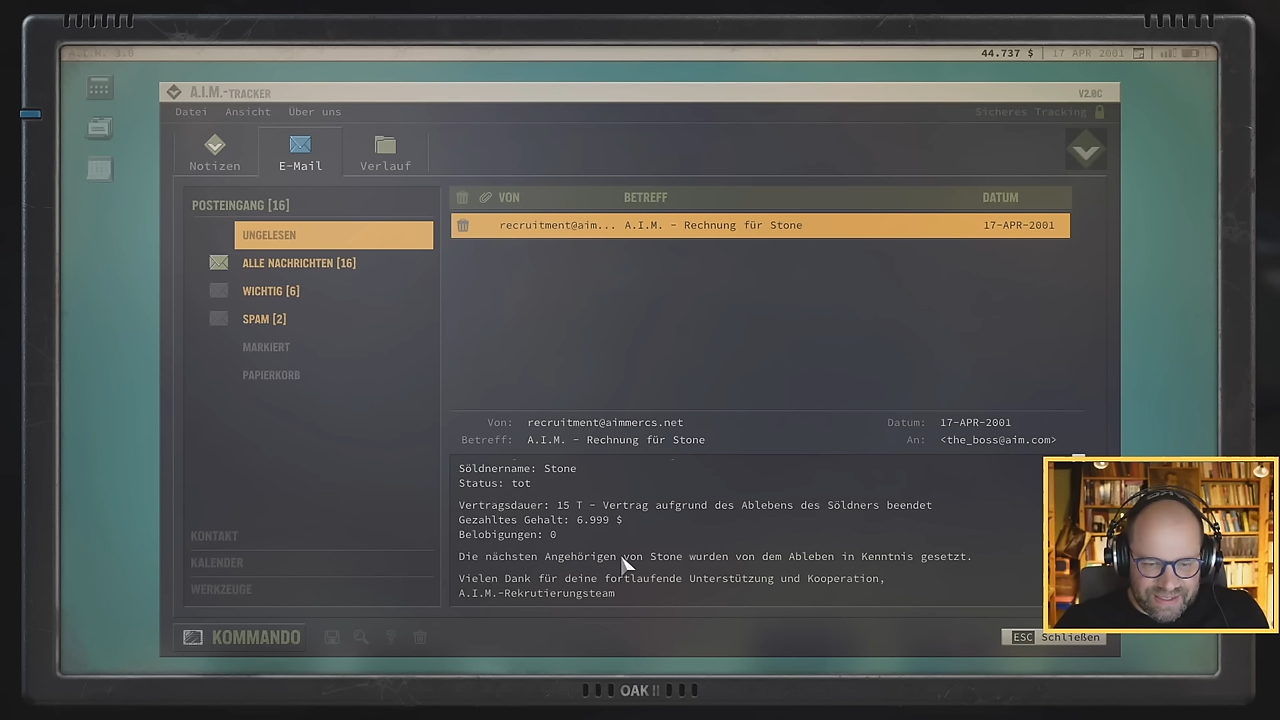 A.I.M. 3.0
44.737 $ 17 APR 2001
A.I.M.-TRACKER V2.0C
Datei Ansicht Über uns Sicheres Tracking
Notizen E-Mail Verlauf
POSTEINGANG [16]
UNGELESEN
ALLE NACHRICHTEN [16]
WICHTIG [6]
SPAM [2]
MARKIERT
PAPIERKORB
KONTAKT
KALENDER
WERKZEUGE
VON BETREFF DATUM
recruitment@aim... A.I.M. - Rechnung für Stone 17-APR-2001
Von: recruitment@aimmercs.net Datum: 17-APR-2001
Betreff: A.I.M. - Rechnung für Stone An: <the_boss@aim.com>
Söldnername: Stone
Status: tot
Vertragsdauer: 15 T - Vertrag aufgrund des Ablebens des Söldners beendet
Gezahltes Gehalt: 6.999 $
Belobigungen: 0
Die nächsten Angehörigen von Stone wurden von dem Ableben in Kenntnis gesetzt.
Vielen Dank für deine fortlaufende Unterstützung und Kooperation,
A.I.M.-Rekrutierungsteam
KOMMANDO ESC Schließen
OAK II